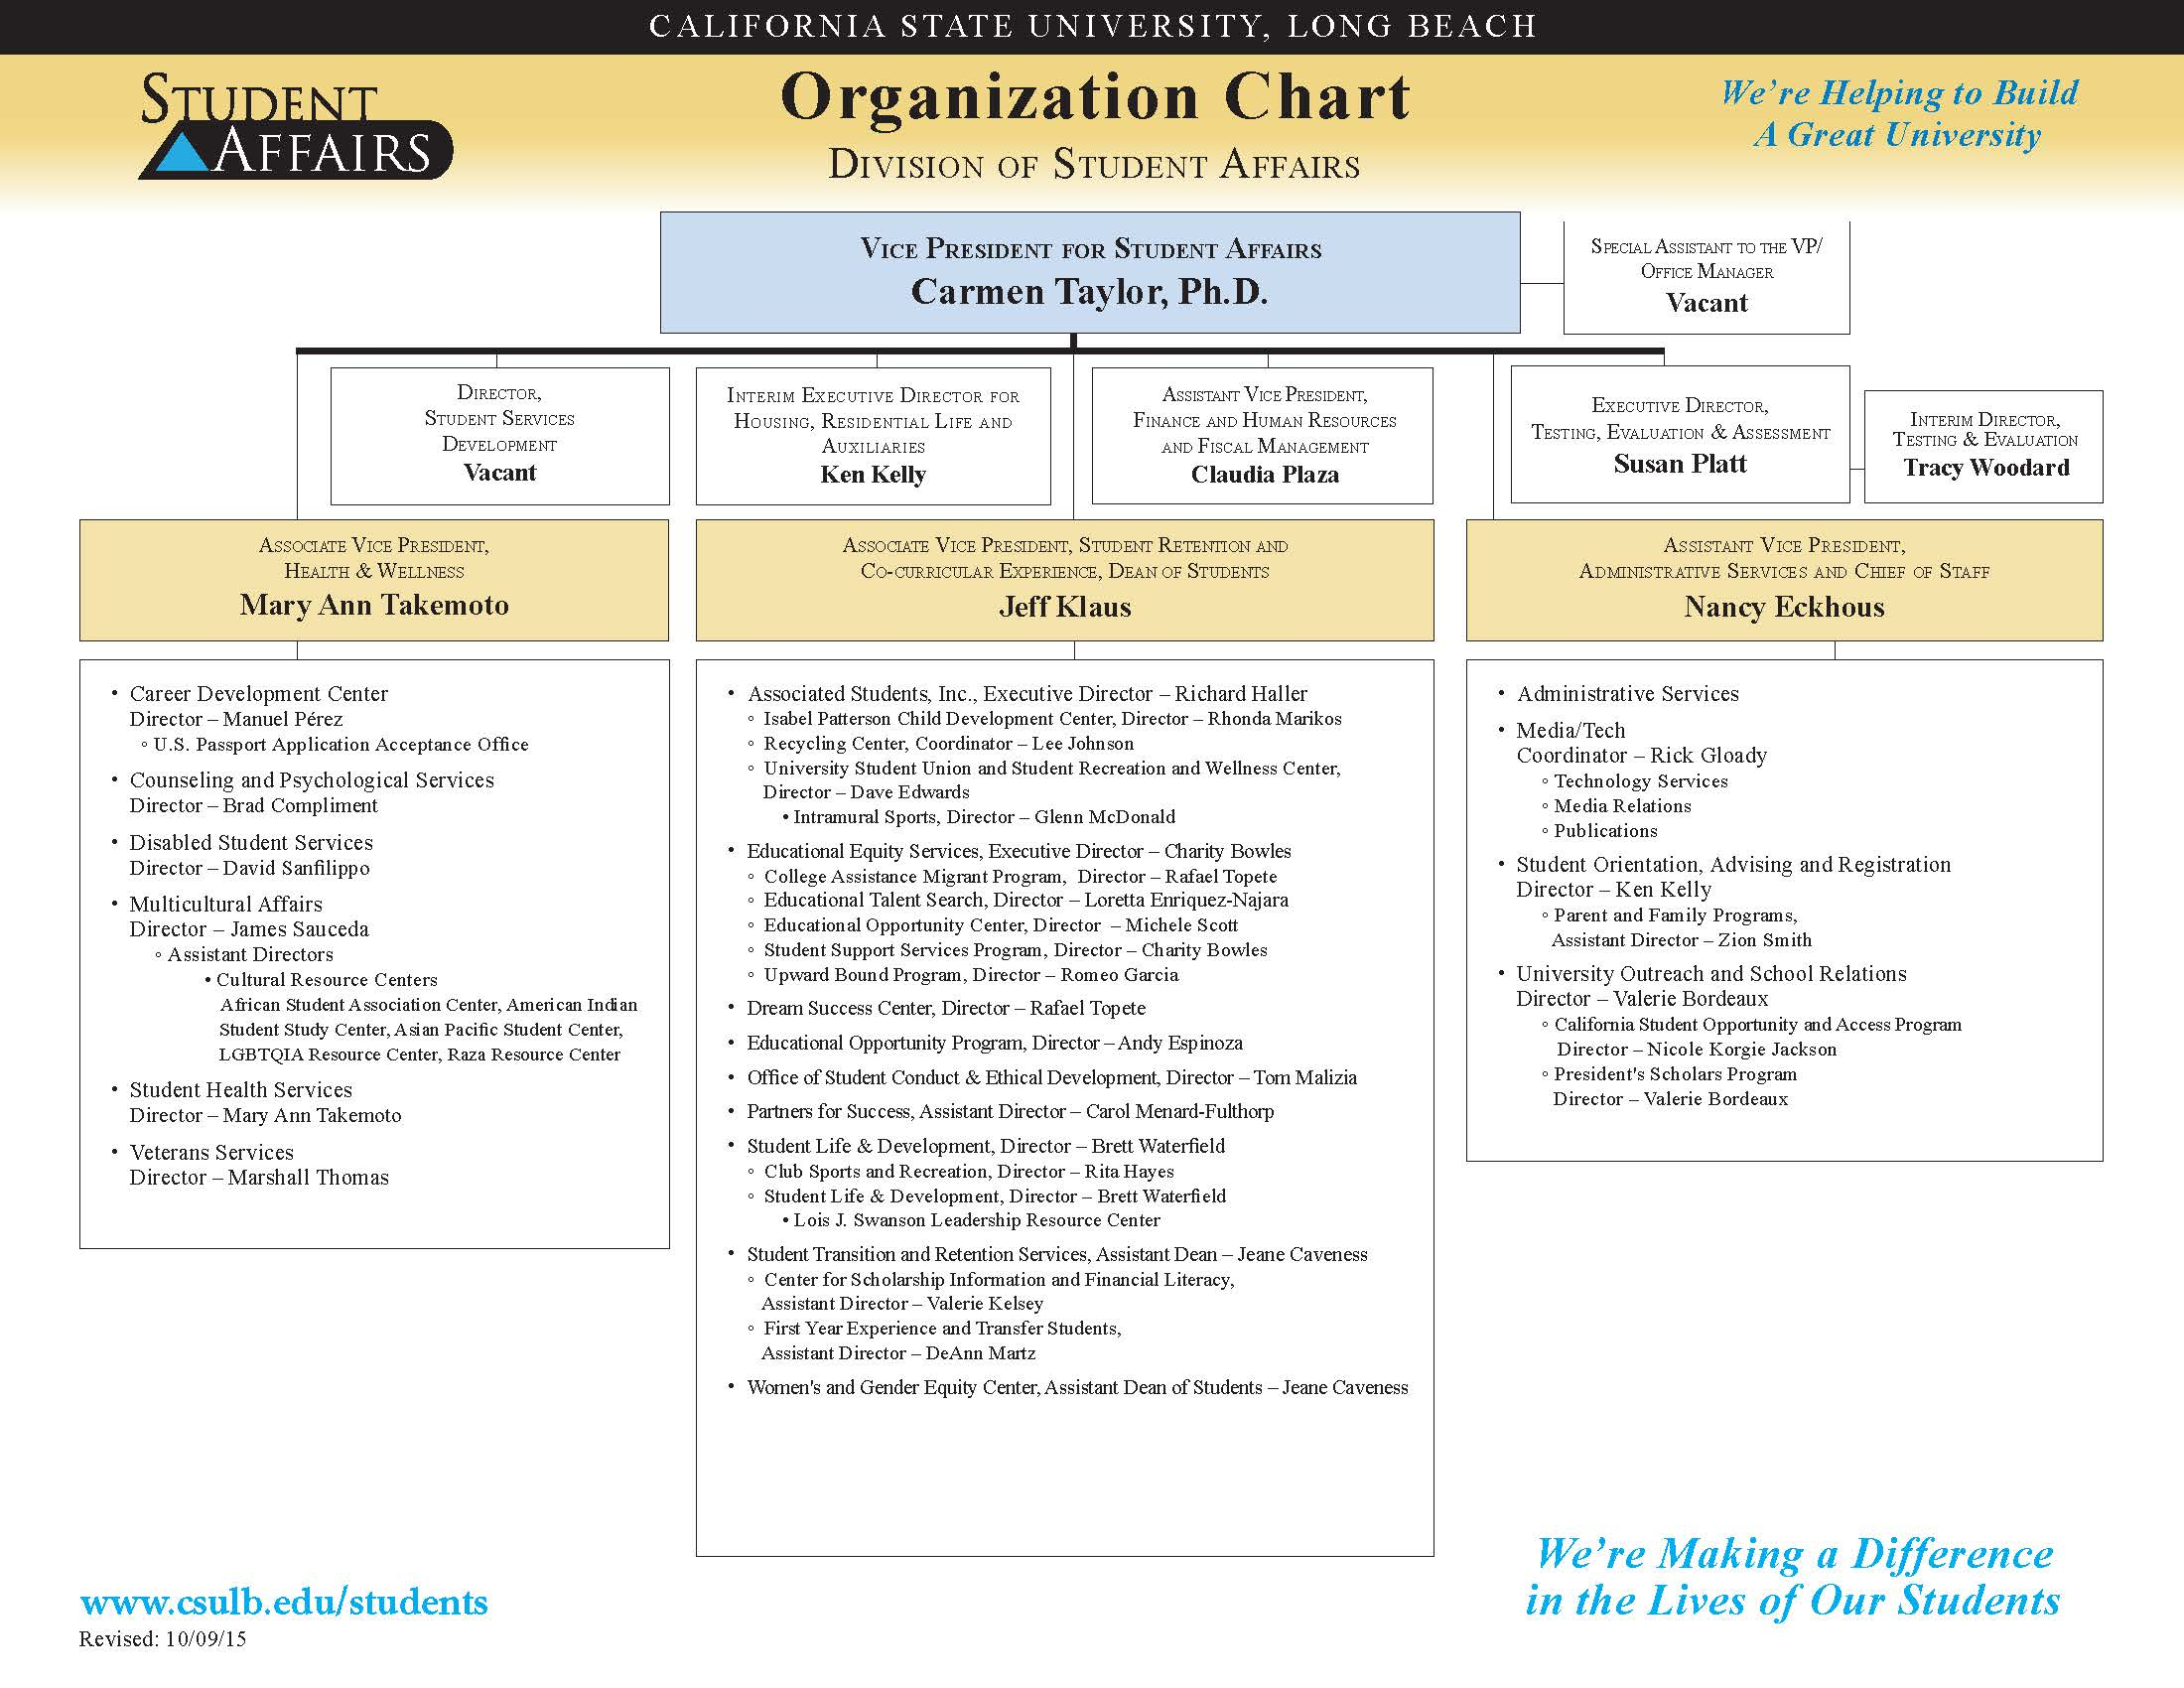 CALIFORNIA STATE UNIVERSITY, LONG BEACH
STUDENT
AFFAIRS
Organization Chart
DIVISION OF STUDENT AFFAIRS
We’re Helping to Build
A Great University
VICE PRESIDENT FOR STUDENT AFFAIRS
Carmen Taylor, Ph.D.
SPECIAL ASSISTANT TO THE VP/
OFFICE MANAGER
Vacant
DIRECTOR,
STUDENT SERVICES
DEVELOPMENT
Vacant
INTERIM EXECUTIVE DIRECTOR FOR
HOUSING, RESIDENTIAL LIFE AND
AUXILIARIES
Ken Kelly
ASSISTANT VICE PRESIDENT,
FINANCE AND HUMAN RESOURCES
AND FISCAL MANAGEMENT
Claudia Plaza
EXECUTIVE DIRECTOR,
TESTING, EVALUATION & ASSESSMENT
Susan Platt
INTERIM DIRECTOR,
TESTING & EVALUATION
Tracy Woodard
ASSOCIATE VICE PRESIDENT,
HEALTH & WELLNESS
Mary Ann Takemoto
• Career Development Center
Director – Manuel Pérez
◦ U.S. Passport Application Acceptance Office
• Counseling and Psychological Services
Director – Brad Compliment
• Disabled Student Services
Director – David Sanfilippo
• Multicultural Affairs
Director – James Sauceda
◦ Assistant Directors
• Cultural Resource Centers
African Student Association Center, American Indian
Student Study Center, Asian Pacific Student Center,
LGBTQIA Resource Center, Raza Resource Center
• Student Health Services
Director – Mary Ann Takemoto
• Veterans Services
Director – Marshall Thomas
ASSOCIATE VICE PRESIDENT, STUDENT RETENTION AND
CO-CURRICULAR EXPERIENCE, DEAN OF STUDENTS
Jeff Klaus
• Associated Students, Inc., Executive Director – Richard Haller
◦ Isabel Patterson Child Development Center, Director – Rhonda Marikos
◦ Recycling Center, Coordinator – Lee Johnson
◦ University Student Union and Student Recreation and Wellness Center,
Director – Dave Edwards
• Intramural Sports, Director – Glenn McDonald
• Educational Equity Services, Executive Director – Charity Bowles
◦ College Assistance Migrant Program, Director – Rafael Topete
◦ Educational Talent Search, Director – Loretta Enriquez-Najara
◦ Educational Opportunity Center, Director – Michele Scott
◦ Student Support Services Program, Director – Charity Bowles
◦ Upward Bound Program, Director – Romeo Garcia
• Dream Success Center, Director – Rafael Topete
• Educational Opportunity Program, Director – Andy Espinoza
• Office of Student Conduct & Ethical Development, Director – Tom Malizia
• Partners for Success, Assistant Director – Carol Menard-Fulthorp
• Student Life & Development, Director – Brett Waterfield
◦ Club Sports and Recreation, Director – Rita Hayes
◦ Student Life & Development, Director – Brett Waterfield
• Lois J. Swanson Leadership Resource Center
• Student Transition and Retention Services, Assistant Dean – Jeane Caveness
◦ Center for Scholarship Information and Financial Literacy,
Assistant Director – Valerie Kelsey
◦ First Year Experience and Transfer Students,
Assistant Director – DeAnn Martz
• Women's and Gender Equity Center, Assistant Dean of Students – Jeane Caveness
ASSISTANT VICE PRESIDENT,
ADMINISTRATIVE SERVICES AND CHIEF OF STAFF
Nancy Eckhous
• Administrative Services
• Media/Tech
Coordinator – Rick Gloady
◦ Technology Services
◦ Media Relations
◦ Publications
• Student Orientation, Advising and Registration
Director – Ken Kelly
◦ Parent and Family Programs,
Assistant Director – Zion Smith
• University Outreach and School Relations
Director – Valerie Bordeaux
◦ California Student Opportunity and Access Program
Director – Nicole Korgie Jackson
◦ President's Scholars Program
Director – Valerie Bordeaux
We’re Making a Difference
in the Lives of Our Students
www.csulb.edu/students
Revised: 10/09/15